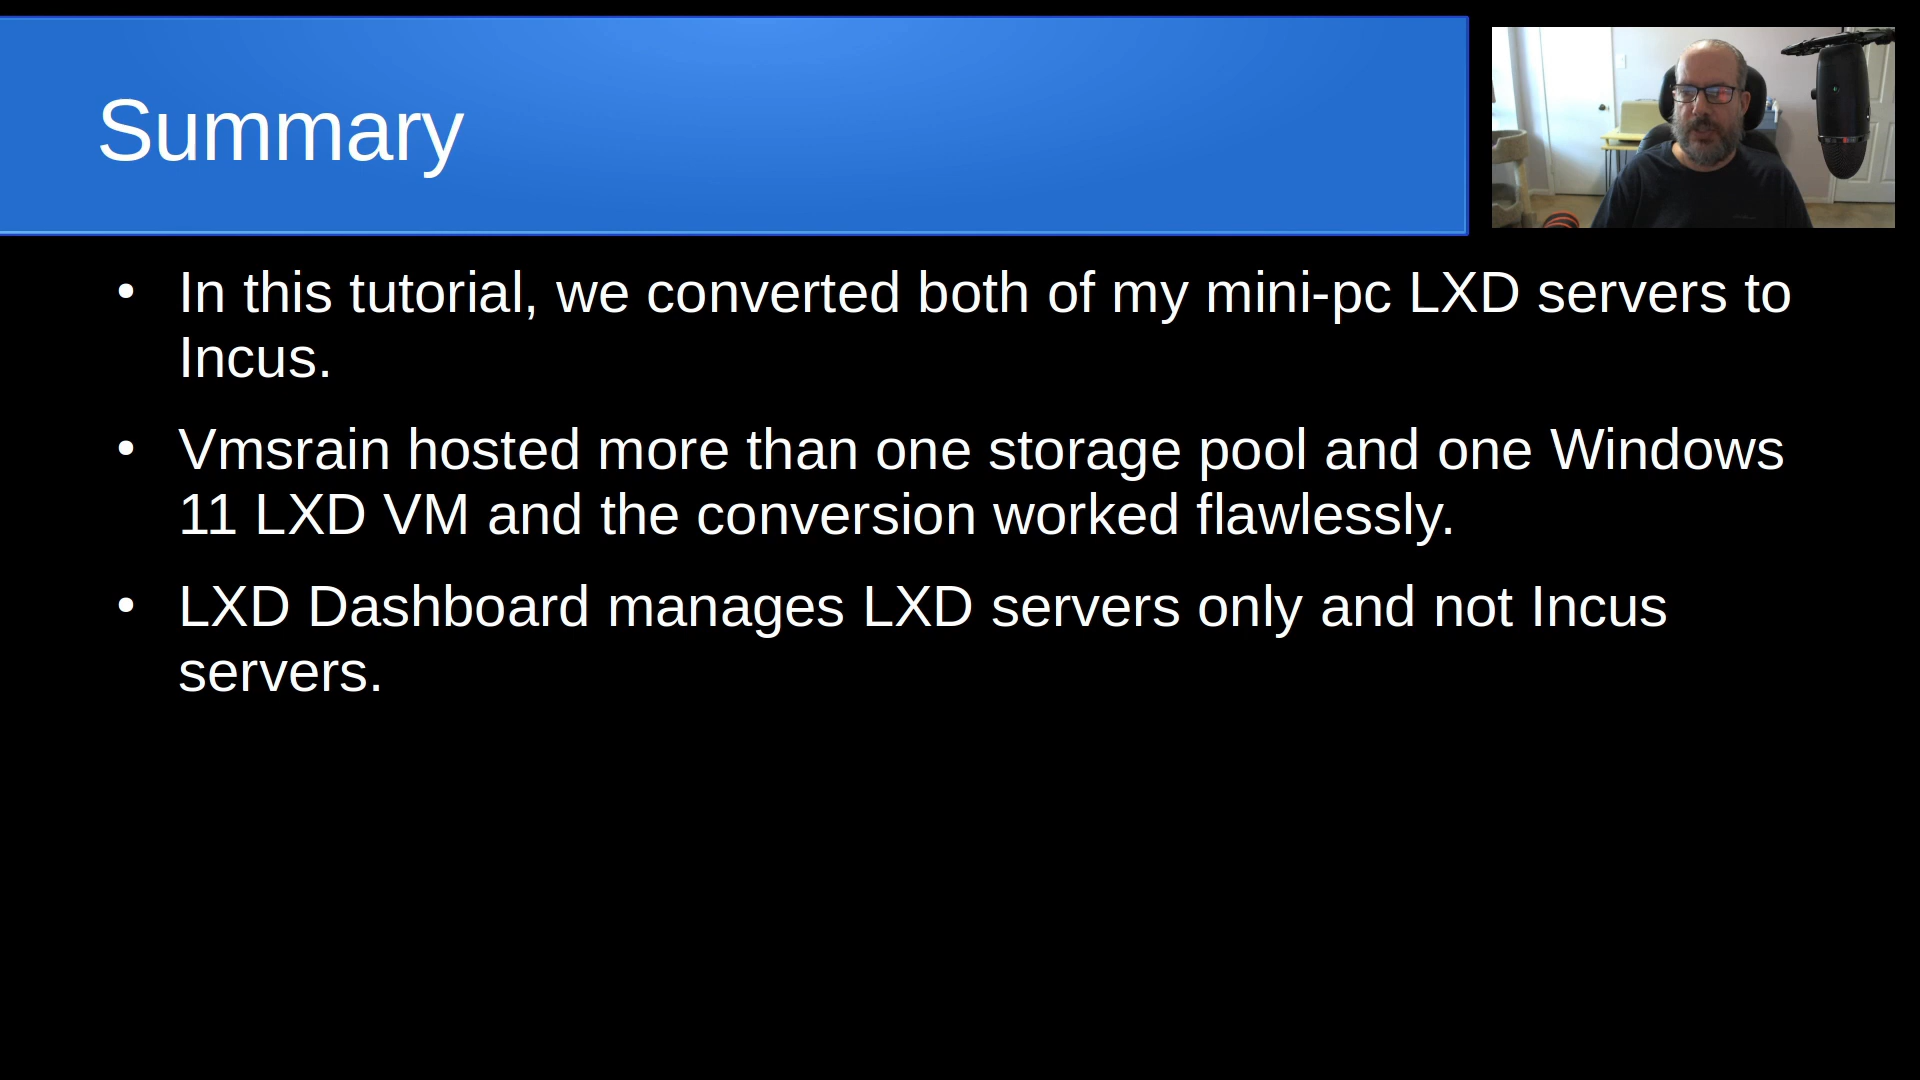 Summary
• In this tutorial, we converted both of my mini-pc LXD servers to
Incus.
• Vmsrain hosted more than one storage pool and one Windows
11 LXD VM and the conversion worked flawlessly.
• LXD Dashboard manages LXD servers only and not Incus
servers.